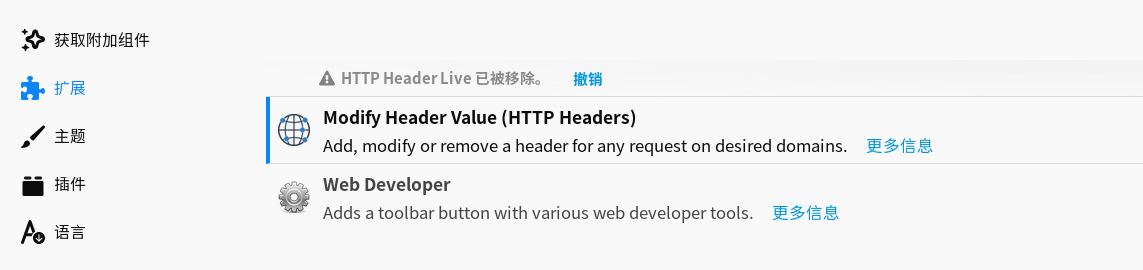 获取附加组件
扩展
主题
插件
语言
HTTP Header Live 已被移除。 撤销
Modify Header Value (HTTP Headers)
Add, modify or remove a header for any request on desired domains. 更多信息
Web Developer
Adds a toolbar button with various web developer tools. 更多信息